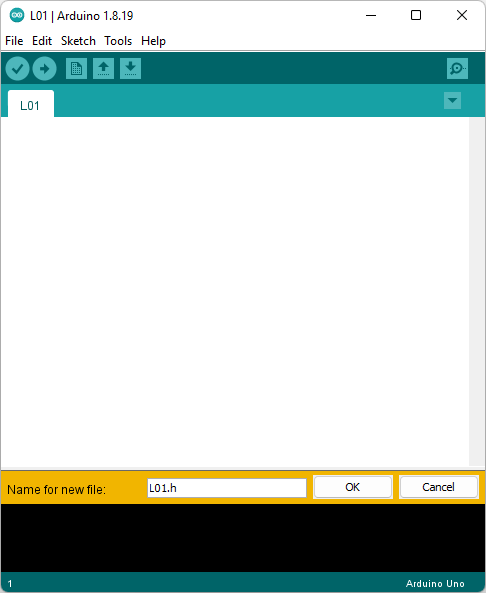 L01 | Arduino 1.8.19
File Edit Sketch Tools Help
L01
Name for new file: L01.h OK Cancel
1 Arduino Uno